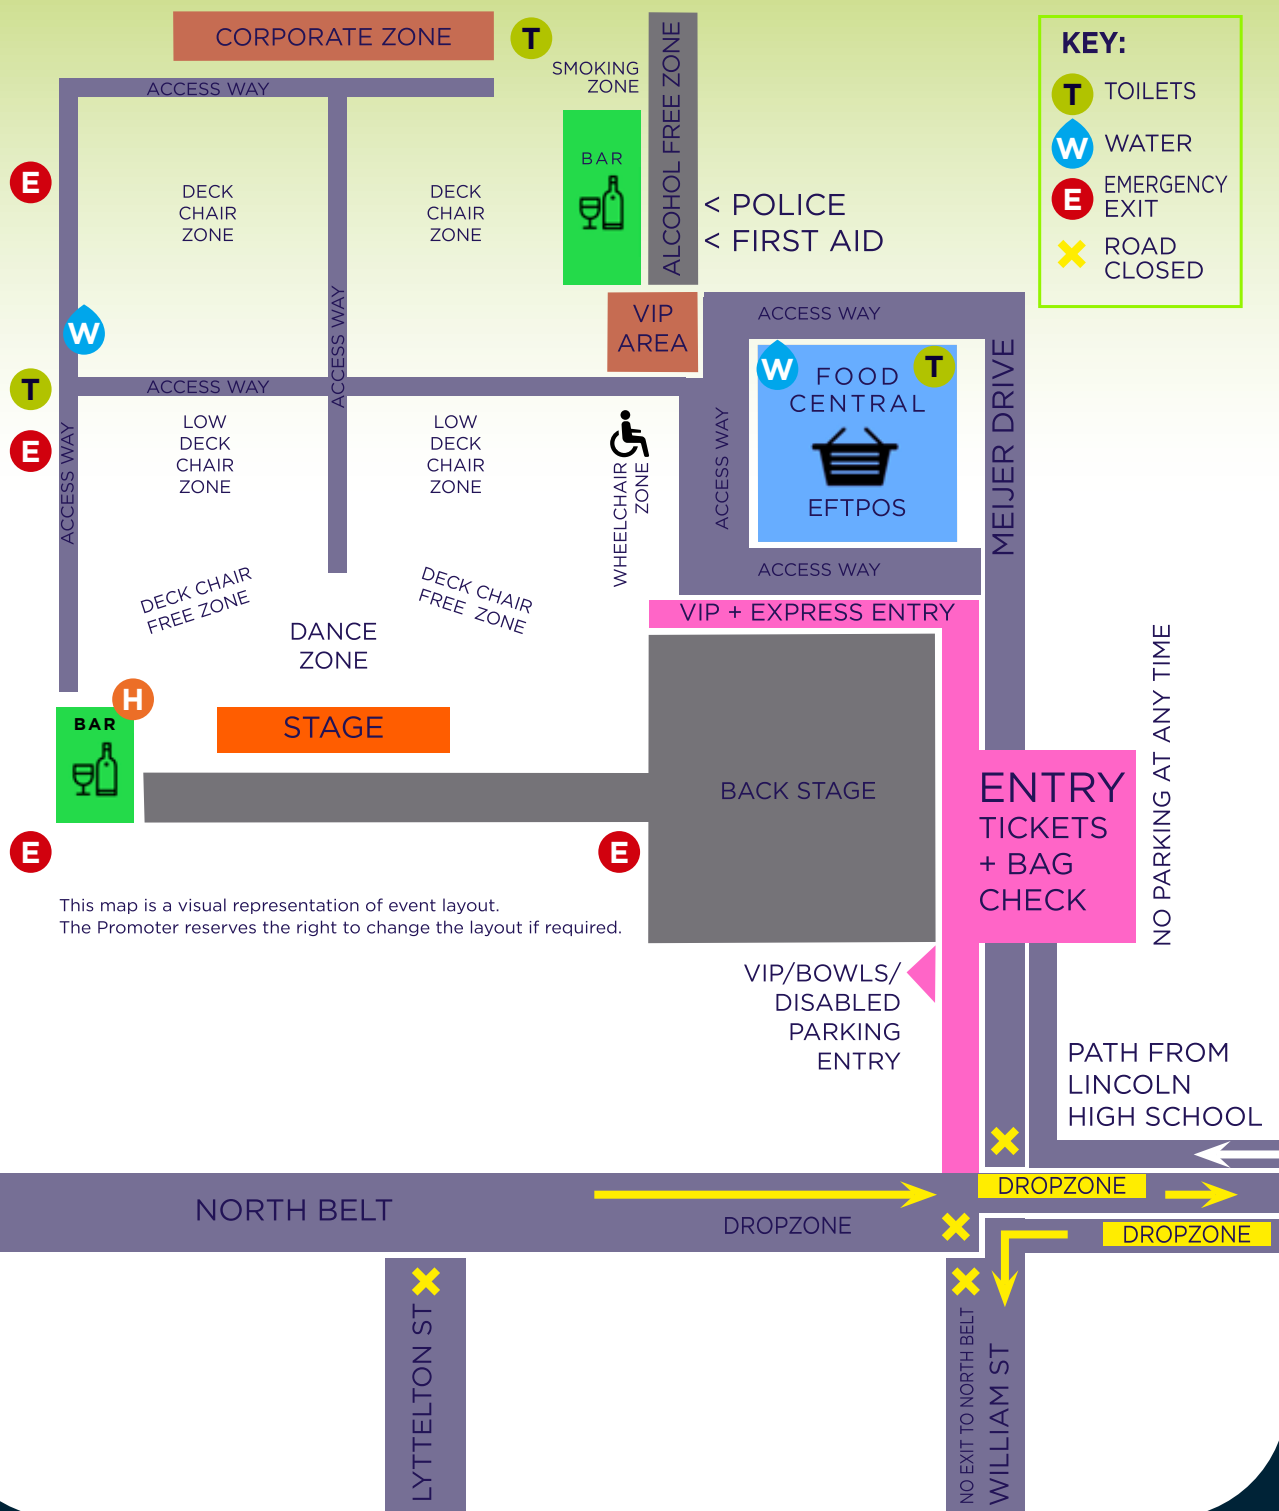 CORPORATE ZONE
T
SMOKING
ZONE
ALCOHOL FREE ZONE
KEY:
T TOILETS
W WATER
E EMERGENCY
EXIT
ROAD
CLOSED
ACCESS WAY
BAR
E
DECK
CHAIR
ZONE
DECK
CHAIR
ZONE
< POLICE
< FIRST AID
ACCESS WAY
VIP
AREA
ACCESS WAY
W
W
T
FOOD
CENTRAL
EFTPOS
MEIJER DRIVE
T
ACCESS WAY
E
ACCESS WAY
LOW
DECK
CHAIR
ZONE
LOW
DECK
CHAIR
ZONE
WHEELCHAIR
ZONE
ACCESS WAY
ACCESS WAY
DECK CHAIR
FREE ZONE
DECK CHAIR
FREE ZONE
DANCE
ZONE
VIP + EXPRESS ENTRY
NO PARKING AT ANY TIME
H
BAR
STAGE
BACK STAGE
ENTRY
TICKETS
+ BAG
CHECK
E
E
This map is a visual representation of event layout.
The Promoter reserves the right to change the layout if required.
VIP/BOWLS/
DISABLED
PARKING
ENTRY
PATH FROM
LINCOLN
HIGH SCHOOL
NORTH BELT
DROPZONE
DROPZONE
DROPZONE
LYTTELTON ST
NO EXIT TO NORTH BELT
WILLIAM ST